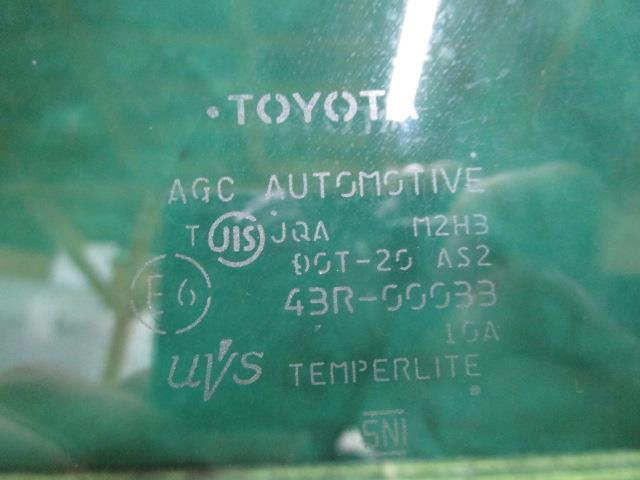 TOYOTA
AGC AUTOMOTIVE
T JIS JQA M2H3
DOT-20 AS2
E6 43R-00033
10A
UVS TEMPERLITE
SNI